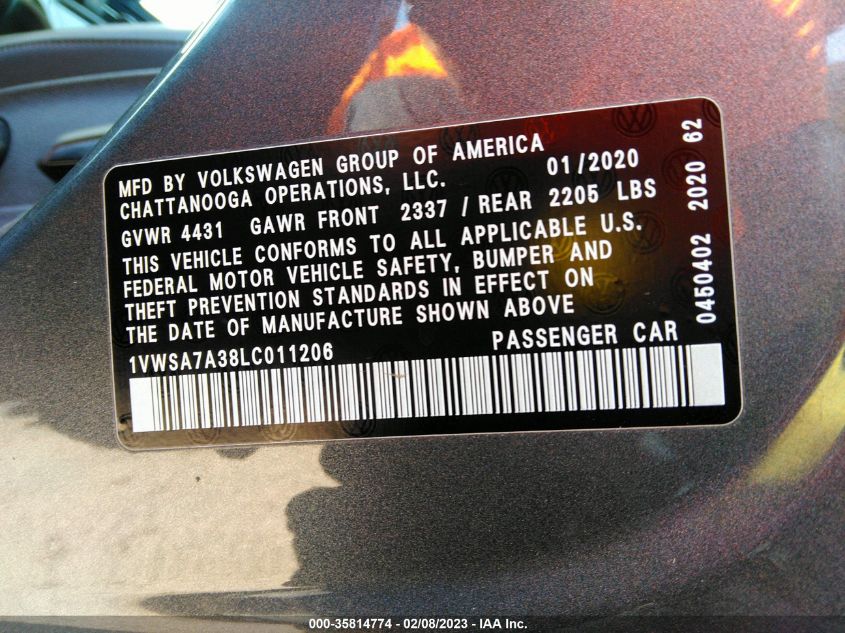 MFD BY VOLKSWAGEN GROUP OF AMERICA
CHATTANOOGA OPERATIONS, LLC. 01/2020
GVWR 4431 GAWR FRONT 2337 / REAR 2205 LBS
THIS VEHICLE CONFORMS TO ALL APPLICABLE U.S.
FEDERAL MOTOR VEHICLE SAFETY, BUMPER AND
THEFT PREVENTION STANDARDS IN EFFECT ON
THE DATE OF MANUFACTURE SHOWN ABOVE
1VWSA7A38LC011206 PASSENGER CAR
0450402 2020 62
000-35814774 — 02/08/2023 — IAA Inc.